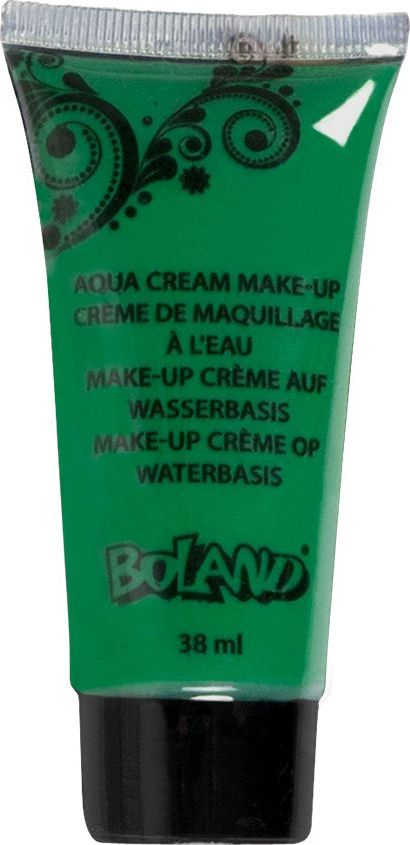 AQUA CREAM MAKE-UP
CRÈME DE MAQUILLAGE
À L'EAU
MAKE-UP CRÈME AUF
WASSERBASIS
MAKE-UP CRÈME OP
WATERBASIS
BOLAND®
38 ml